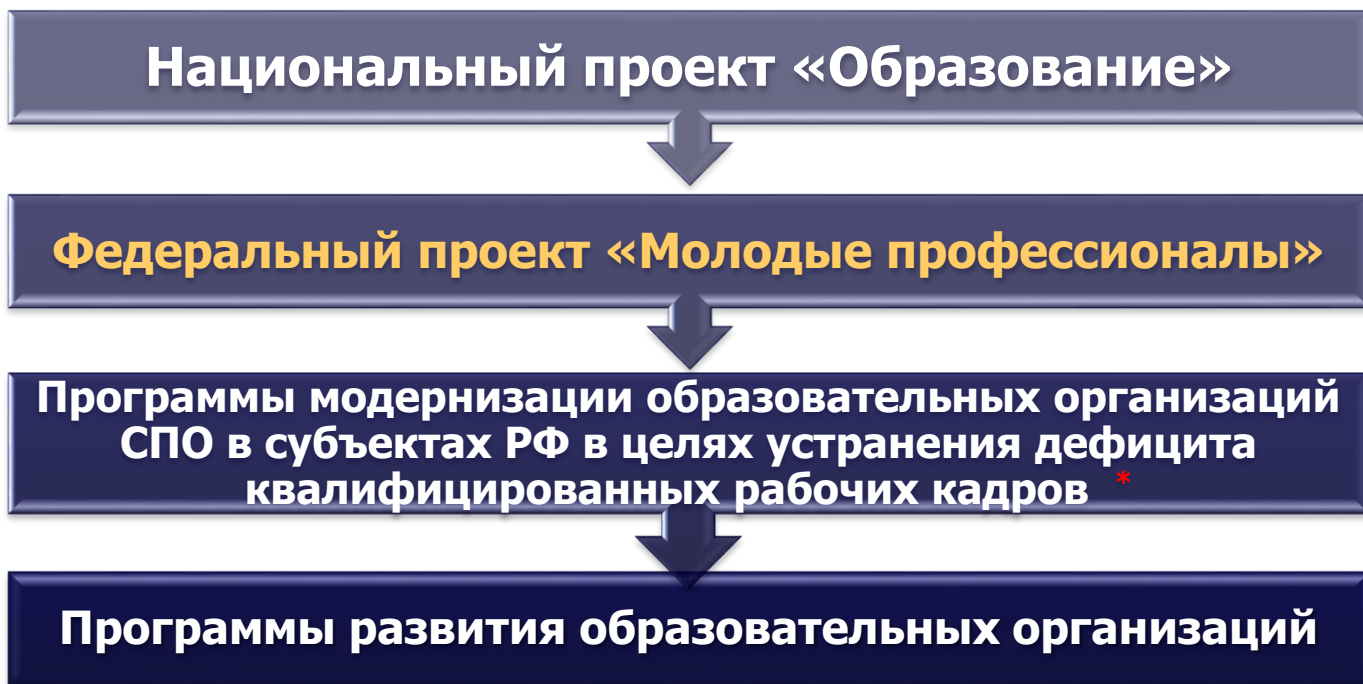 Национальный проект «Образование»
Федеральный проект «Молодые профессионалы»
Программы модернизации образовательных организаций
СПО в субъектах РФ в целях устранения дефицита
квалифицированных рабочих кадров *
Программы развития образовательных организаций